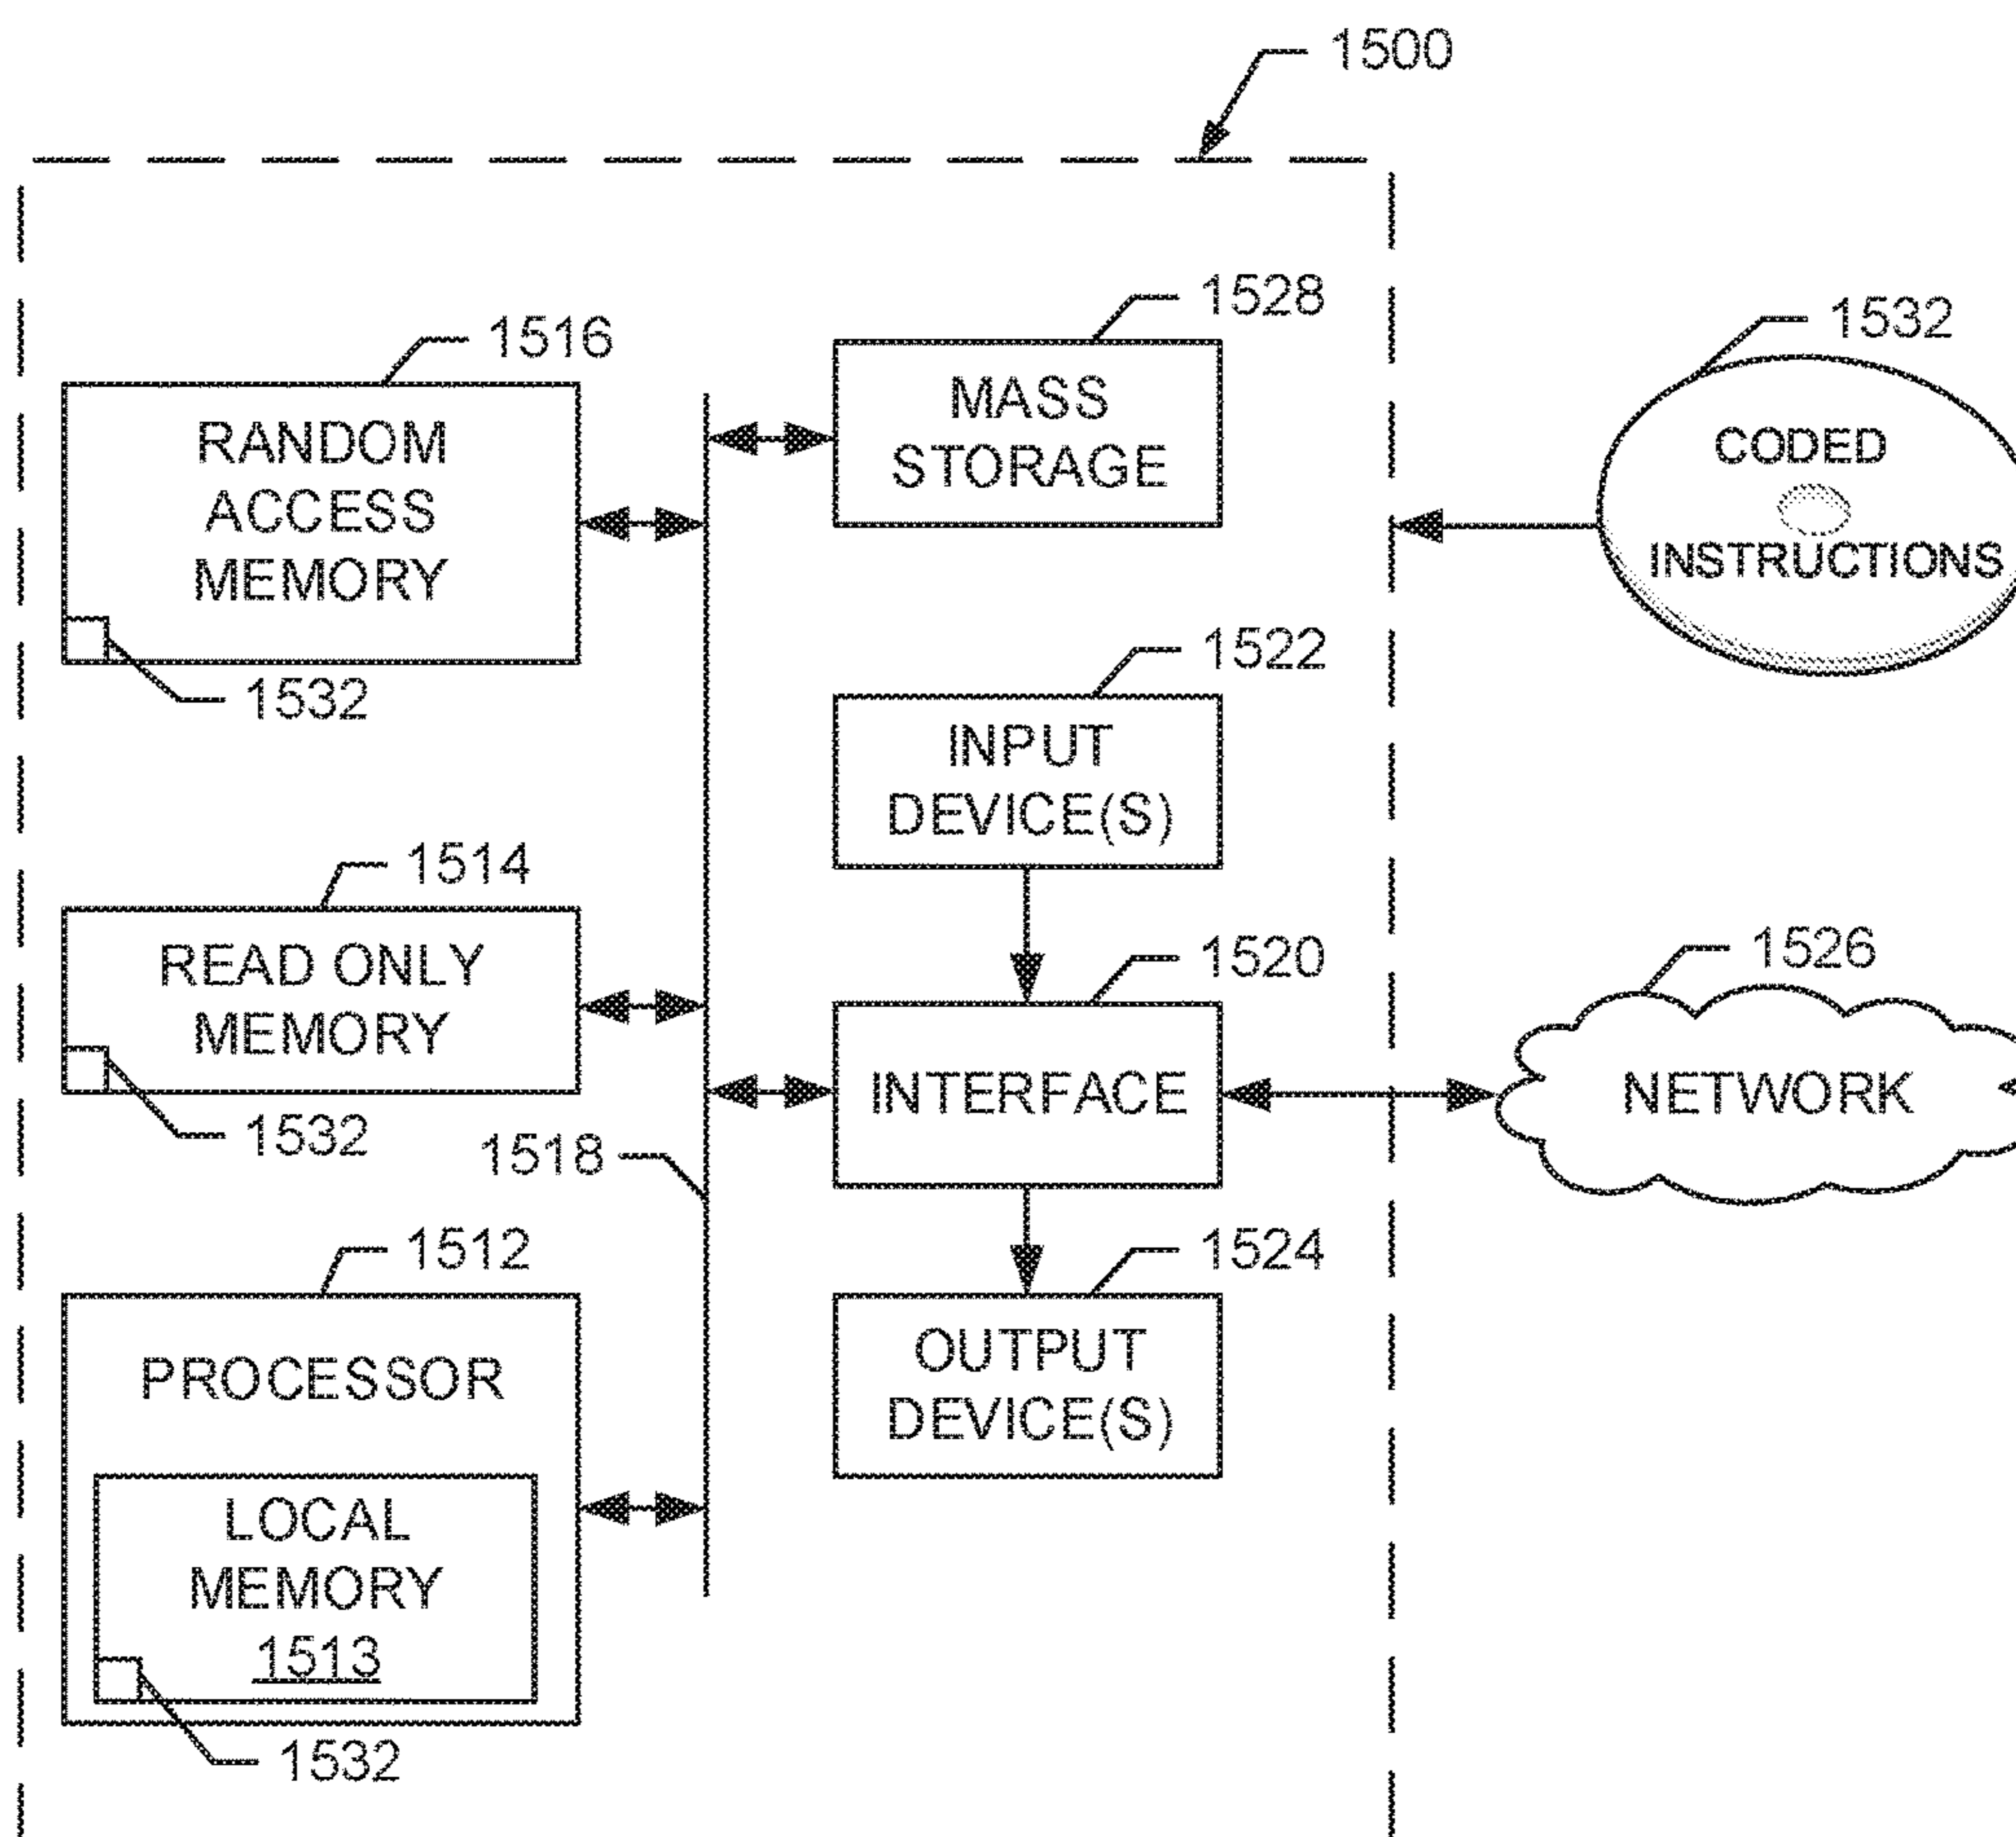 1500
1528
1532
1516
MASS
STORAGE
RANDOM
ACCESS
MEMORY
CODED
INSTRUCTIONS
1532
1522
INPUT
DEVICE(S)
1514
READ ONLY
MEMORY
1520
1526
INTERFACE
NETWORK
1532
1518
1512
1524
PROCESSOR
OUTPUT
DEVICE(S)
LOCAL
MEMORY
1513
1532